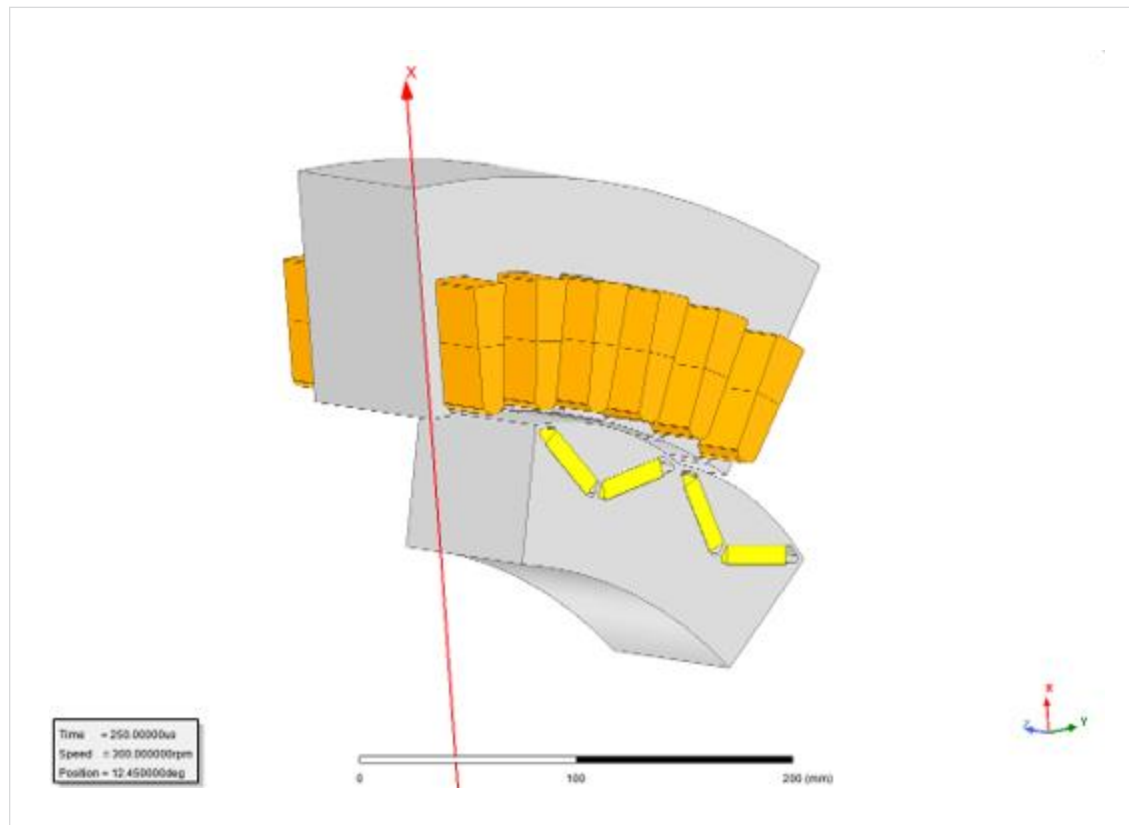 X
Time = 250.00000us
Speed = 300.000000rpm
Position = 12.450000deg
0 100 200 (mm)
X
Z Y